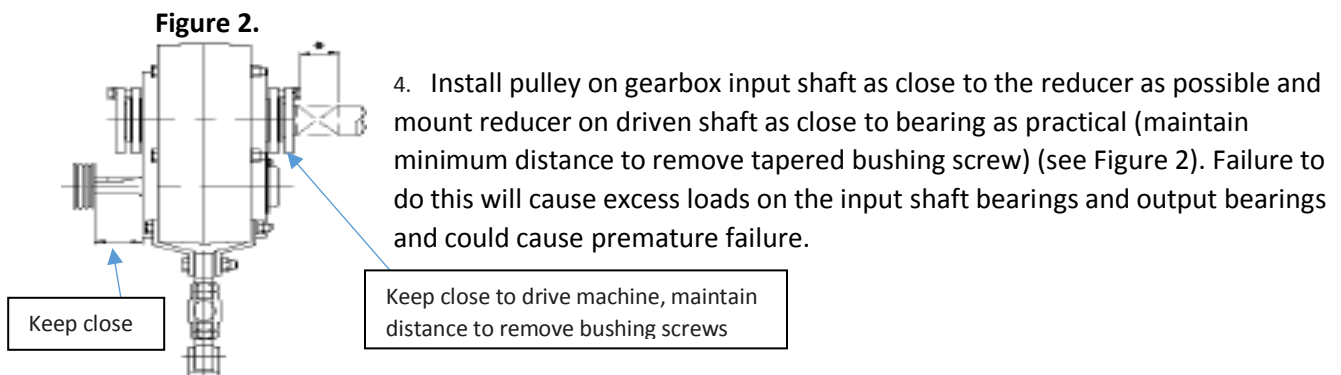 Figure 2.
4. Install pulley on gearbox input shaft as close to the reducer as possible and
mount reducer on driven shaft as close to bearing as practical (maintain
minimum distance to remove tapered bushing screw) (see Figure 2). Failure to
do this will cause excess loads on the input shaft bearings and output bearings
and could cause premature failure.
Keep close to drive machine, maintain
distance to remove bushing screws
Keep close